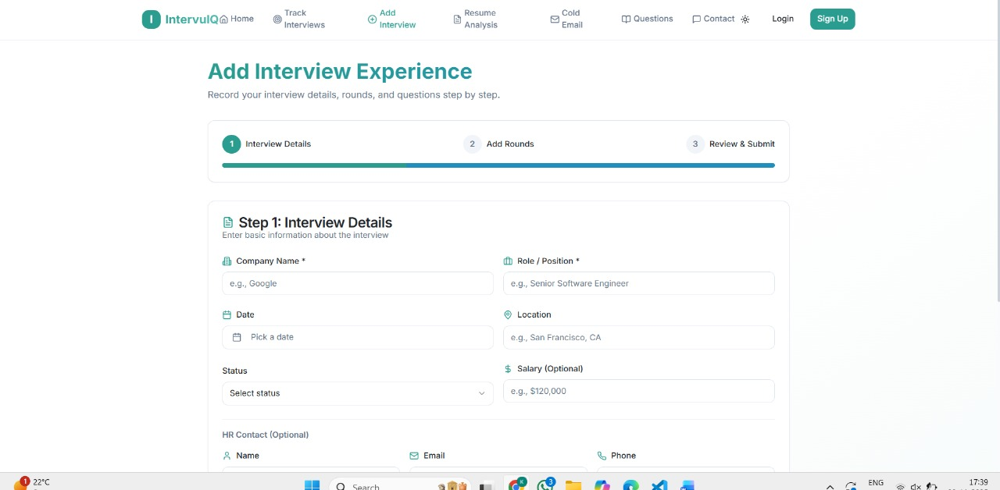 I IntervuIQ Home Track Interviews Add Interview Resume Analysis Cold Email Questions Contact Login Sign Up
Add Interview Experience
Record your interview details, rounds, and questions step by step.
1 Interview Details 2 Add Rounds 3 Review & Submit
Step 1: Interview Details
Enter basic information about the interview
Company Name * Role / Position *
e.g., Google e.g., Senior Software Engineer
Date Location
Pick a date e.g., San Francisco, CA
Status Salary (Optional)
Select status e.g., $120,000
HR Contact (Optional)
Name Email Phone
1 22°C Search K 3 ENG 17:39